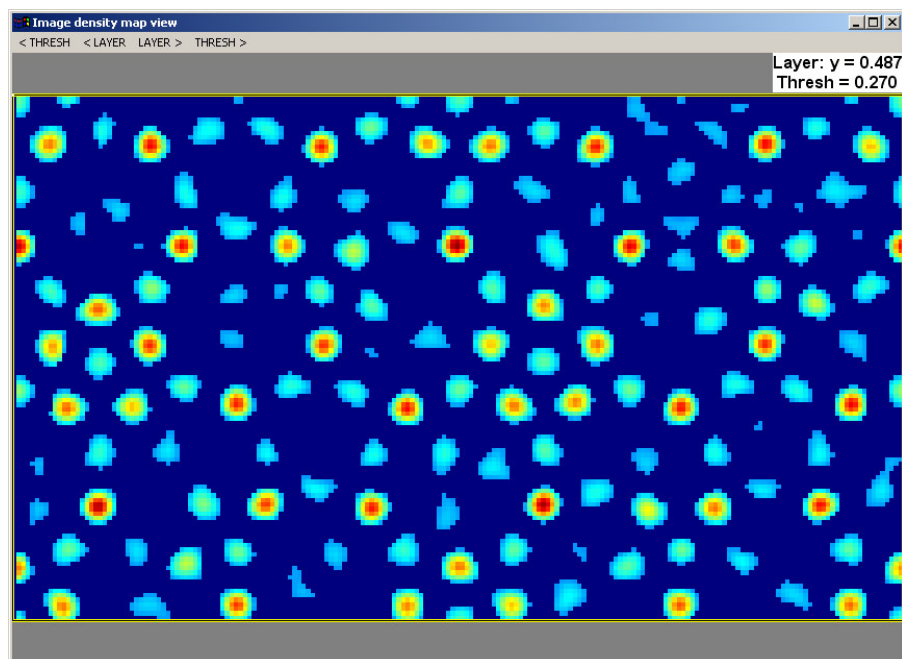 Image density map view
< THRESH < LAYER LAYER > THRESH >
Layer: y = 0.487
Thresh = 0.270